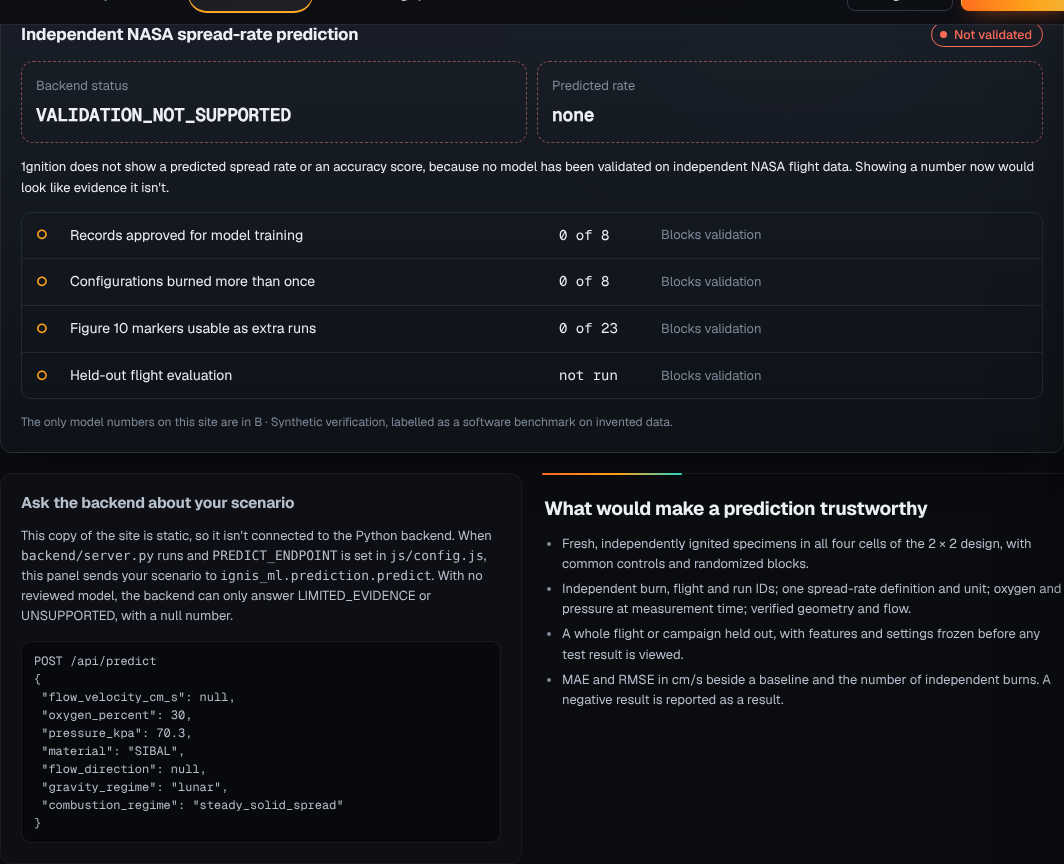 Independent NASA spread-rate prediction
Not validated
Backend status
VALIDATION_NOT_SUPPORTED
Predicted rate
none
1gnition does not show a predicted spread rate or an accuracy score, because no model has been validated on independent NASA flight data. Showing a number now would
look like evidence it isn't.
Records approved for model training 0 of 8 Blocks validation
Configurations burned more than once 0 of 8 Blocks validation
Figure 10 markers usable as extra runs 0 of 23 Blocks validation
Held-out flight evaluation not run Blocks validation
The only model numbers on this site are in B · Synthetic verification, labelled as a software benchmark on invented data.
Ask the backend about your scenario
This copy of the site is static, so it isn't connected to the Python backend. When
backend/server.py runs and PREDICT_ENDPOINT is set in js/config.js,
this panel sends your scenario to ignis_ml.prediction.predict. With no
reviewed model, the backend can only answer LIMITED_EVIDENCE or
UNSUPPORTED, with a null number.
POST /api/predict
{
"flow_velocity_cm_s": null,
"oxygen_percent": 30,
"pressure_kpa": 70.3,
"material": "SIBAL",
"flow_direction": null,
"gravity_regime": "lunar",
"combustion_regime": "steady_solid_spread"
}
What would make a prediction trustworthy
• Fresh, independently ignited specimens in all four cells of the 2 × 2 design, with
common controls and randomized blocks.
• Independent burn, flight and run IDs; one spread-rate definition and unit; oxygen and
pressure at measurement time; verified geometry and flow.
• A whole flight or campaign held out, with features and settings frozen before any
test result is viewed.
• MAE and RMSE in cm/s beside a baseline and the number of independent burns. A
negative result is reported as a result.